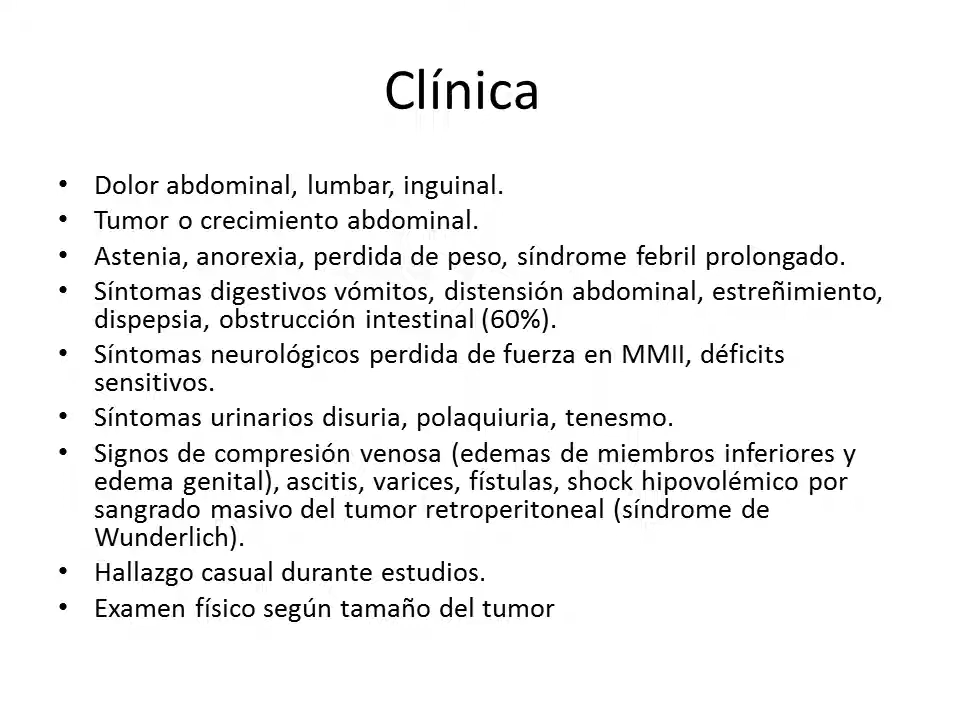 Clínica
• Dolor abdominal, lumbar, inguinal.
• Tumor o crecimiento abdominal.
• Astenia, anorexia, perdida de peso, síndrome febril prolongado.
• Síntomas digestivos vómitos, distensión abdominal, estreñimiento,
dispepsia, obstrucción intestinal (60%).
• Síntomas neurológicos perdida de fuerza en MMII, déficits
sensitivos.
• Síntomas urinarios disuria, polaquiuria, tenesmo.
• Signos de compresión venosa (edemas de miembros inferiores y
edema genital), ascitis, varices, fístulas, shock hipovolémico por
sangrado masivo del tumor retroperitoneal (síndrome de
Wunderlich).
• Hallazgo casual durante estudios.
• Examen físico según tamaño del tumor